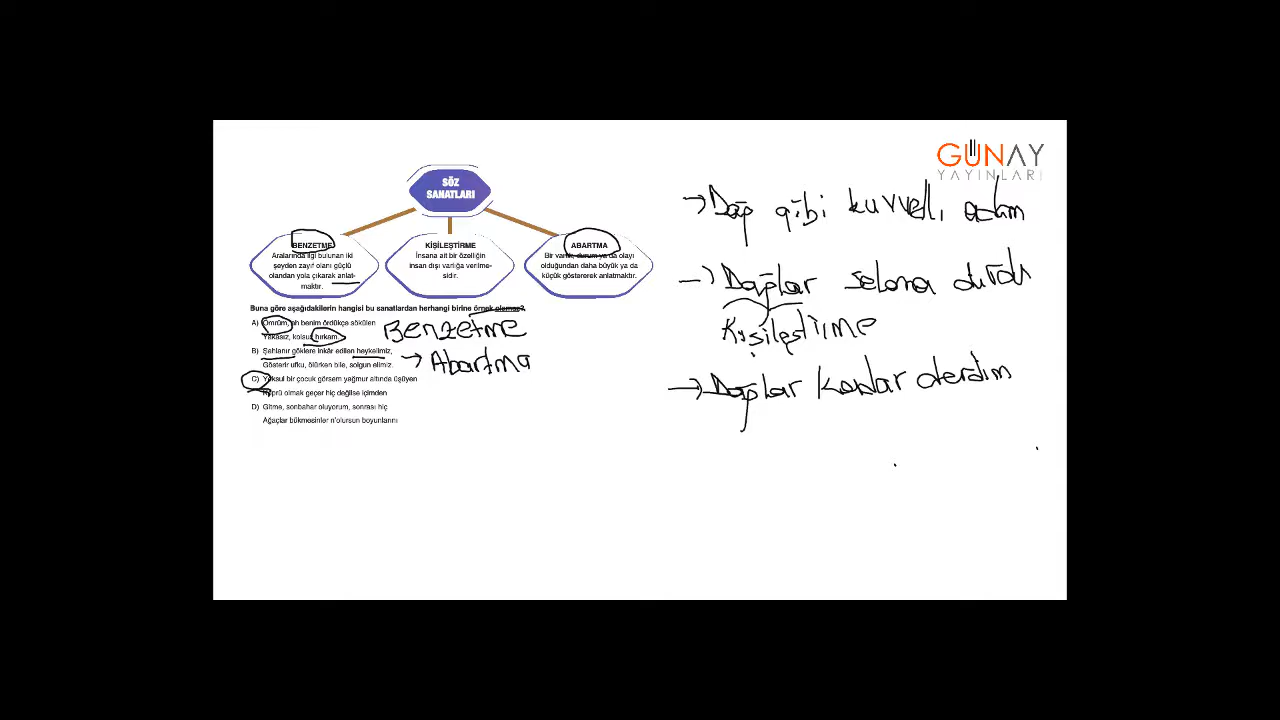 GÜNAY
YAYINLARI
SÖZ
SANATLARI
BENZETME
Aralarında ilgi bulunan iki
şeyden zayıf olanı güçlü
olandan yola çıkarak anlat-
maktır.
KİŞİLEŞTİRME
İnsana ait bir özelliğin
insan dışı varlığa verilme-
sidir.
ABARTMA
Bir varlık, durum ya da olayı
olduğundan daha büyük ya da
küçük göstererek anlatmaktır.
Buna göre aşağıdakilerin hangisi bu sanatlardan herhangi birine örnek olamaz?
A) Ömrüm, ah benim ördükçe sökülen
Yakasız, kolsuz hırkam.
Benzetme
B) Şahlanır göklere inkâr edilen heykelimiz,
Gösterir ufku, ölürken bile, solgun elimiz.
→ Abartma
C) Yoksul bir çocuk görsem yağmur altında üşüyen
Köprü olmak geçer hiç değilse içimden
D) Gitme, sonbahar oluyorum, sonrası hiç
Ağaçlar bükmesinler n'olursun boyunlarını
→ Dağ gibi kuvvetli adam
→ Dağlar selama durdu
Kişileştirme
→ Dağlar kadar derdim